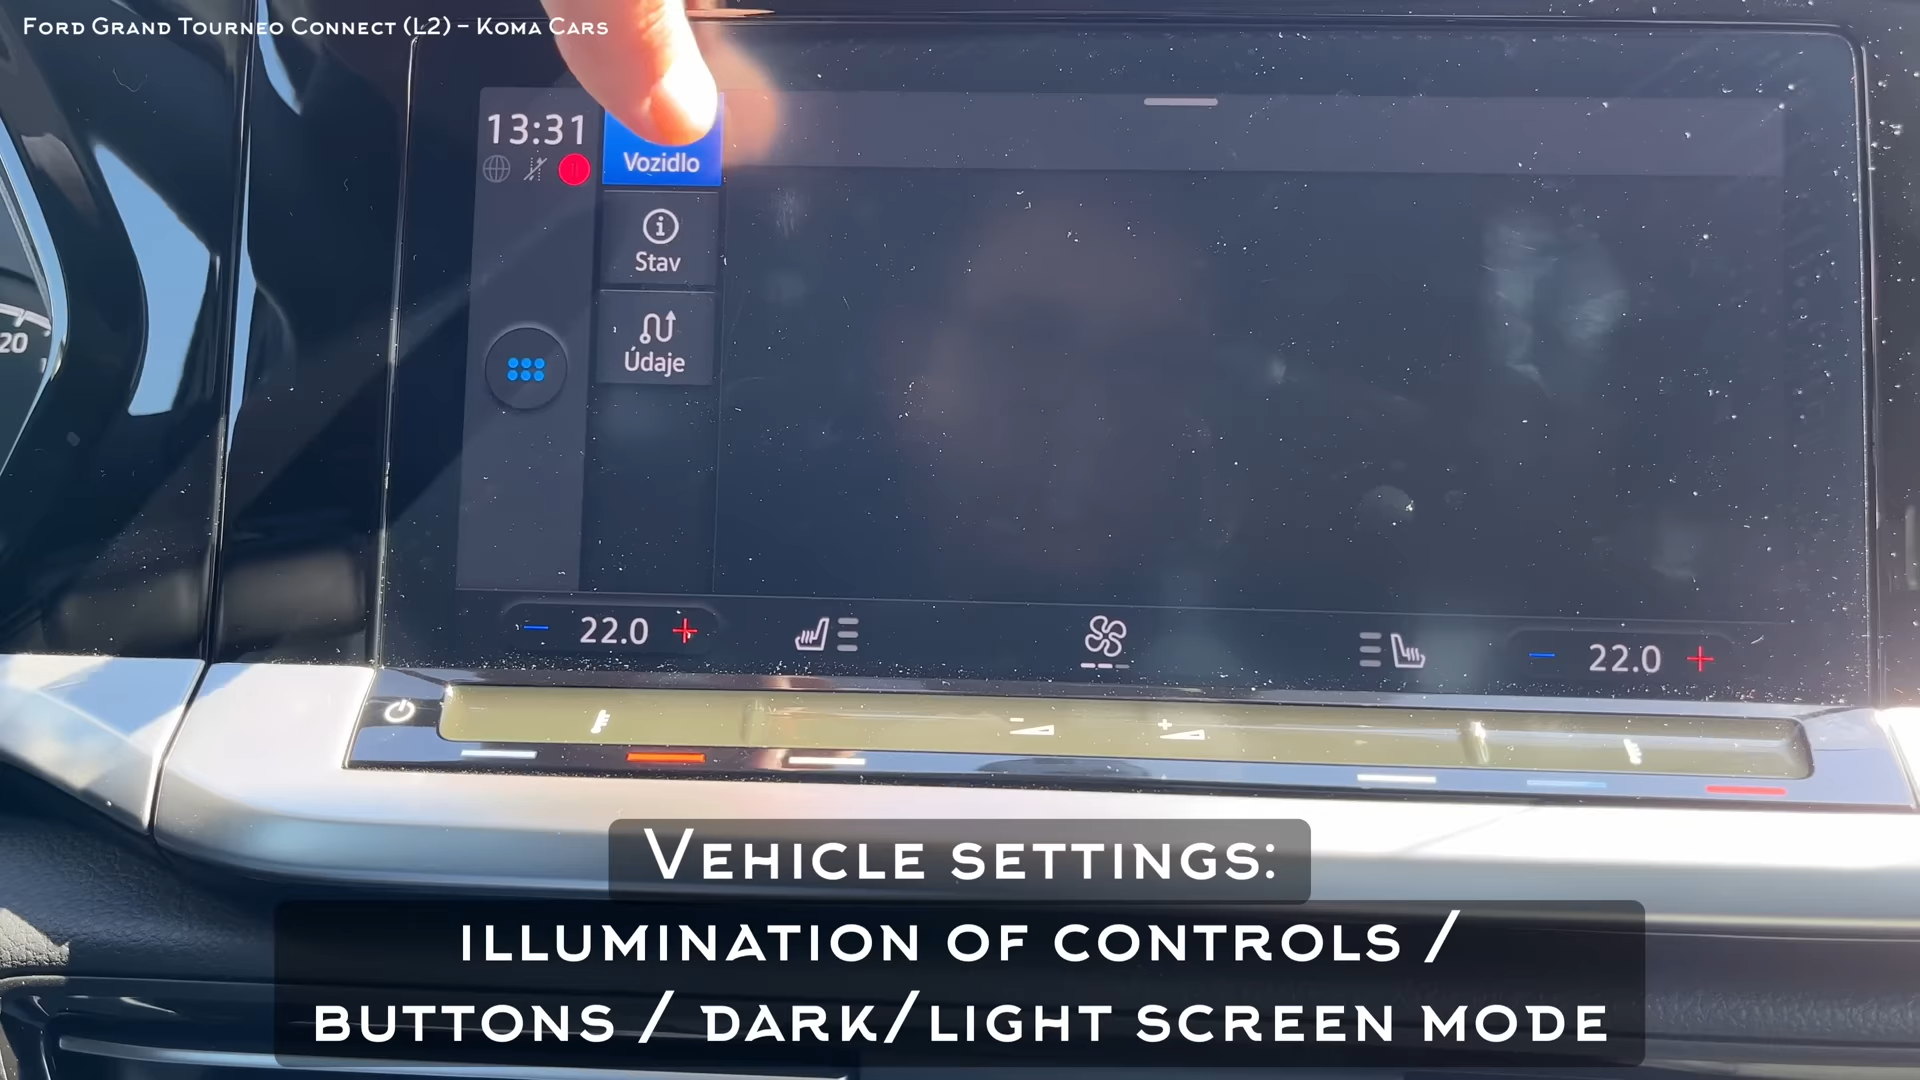 Ford Grand Tourneo Connect (L2) – Koma Cars
13:31
Vozidlo
Stav
Údaje
20
− 22.0 +
− 22.0 +
Vehicle settings:
illumination of controls /
buttons / dark/light screen mode